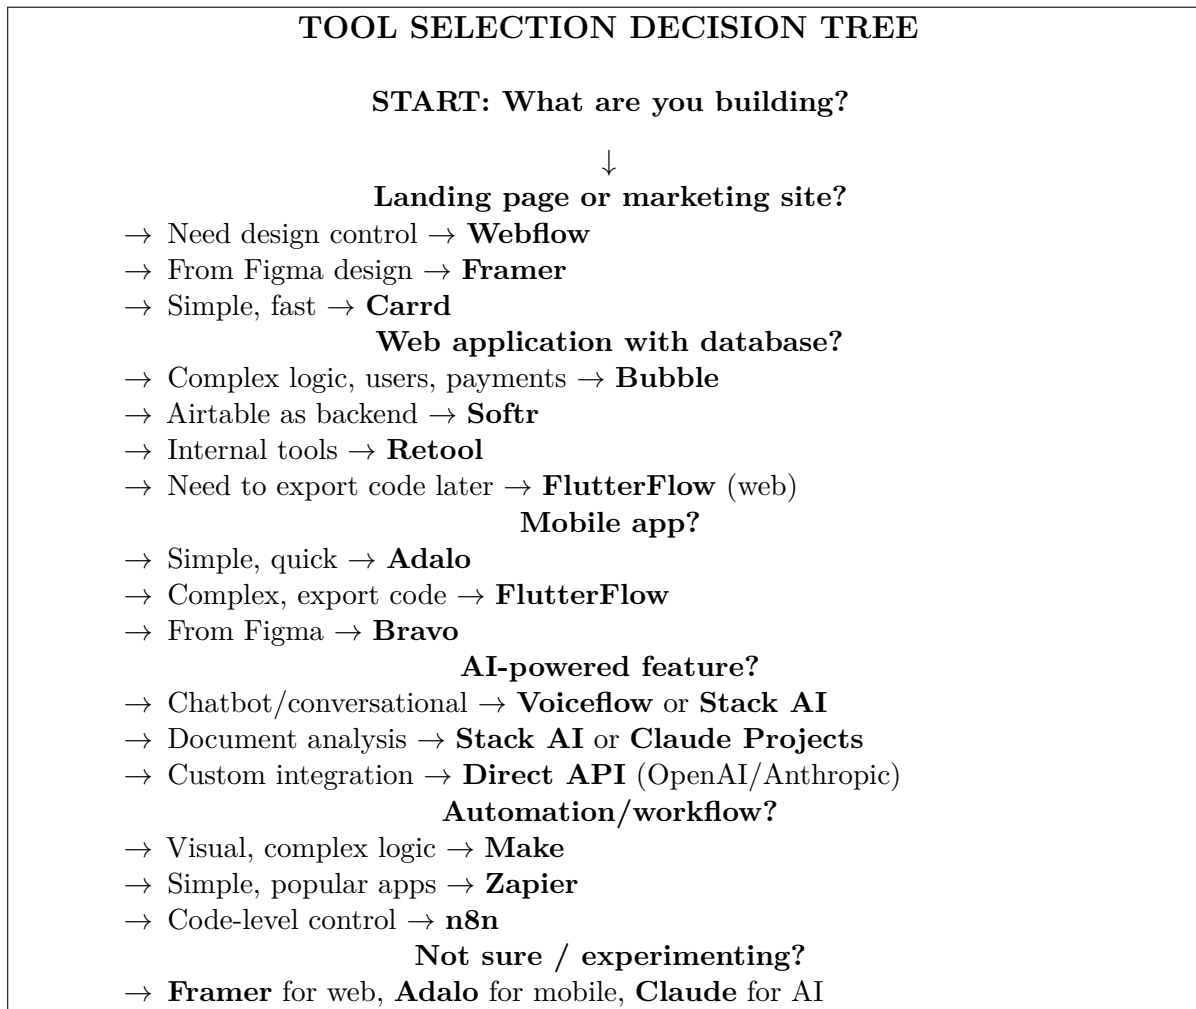 TOOL SELECTION DECISION TREE
START: What are you building?
↓
Landing page or marketing site?
→ Need design control → Webflow
→ From Figma design → Framer
→ Simple, fast → Carrd
Web application with database?
→ Complex logic, users, payments → Bubble
→ Airtable as backend → Softr
→ Internal tools → Retool
→ Need to export code later → FlutterFlow (web)
Mobile app?
→ Simple, quick → Adalo
→ Complex, export code → FlutterFlow
→ From Figma → Bravo
AI-powered feature?
→ Chatbot/conversational → Voiceflow or Stack AI
→ Document analysis → Stack AI or Claude Projects
→ Custom integration → Direct API (OpenAI/Anthropic)
Automation/workflow?
→ Visual, complex logic → Make
→ Simple, popular apps → Zapier
→ Code-level control → n8n
Not sure / experimenting?
→ Framer for web, Adalo for mobile, Claude for AI